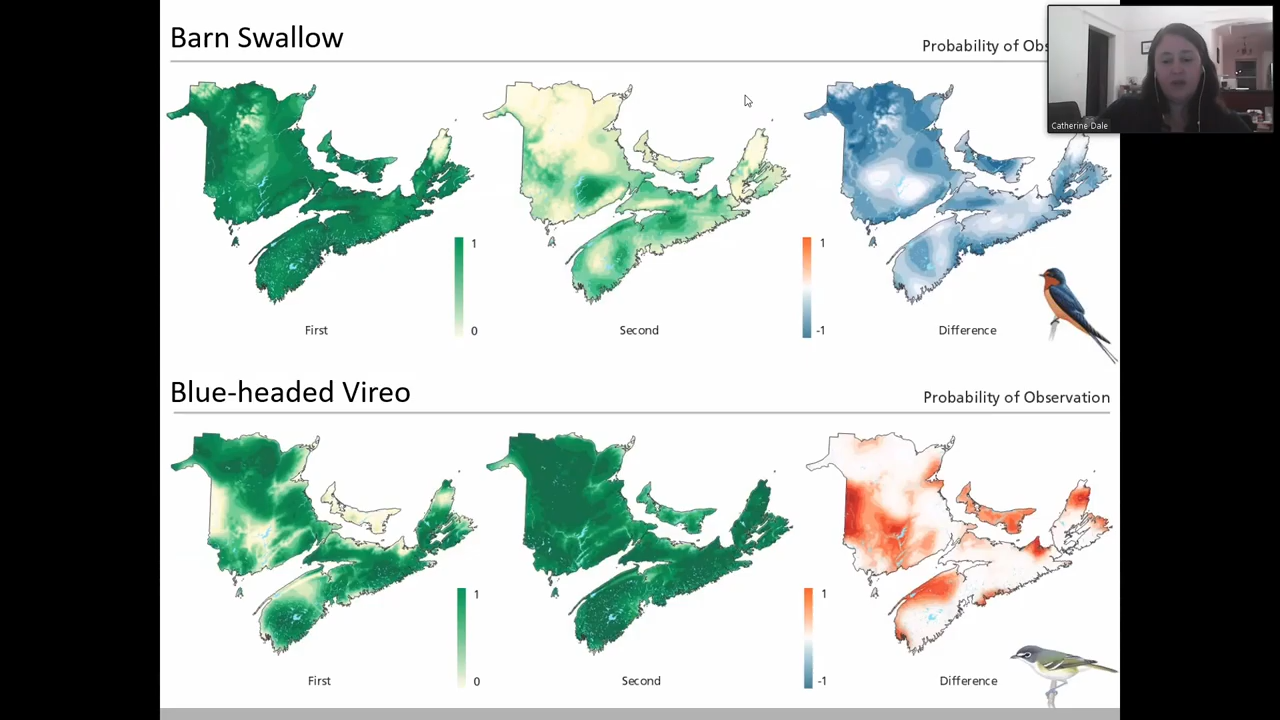 Barn Swallow
Probability of Obs
Catherine Dale
1
0
1
-1
First
Second
Difference
Blue-headed Vireo
Probability of Observation
1
0
1
-1
First
Second
Difference